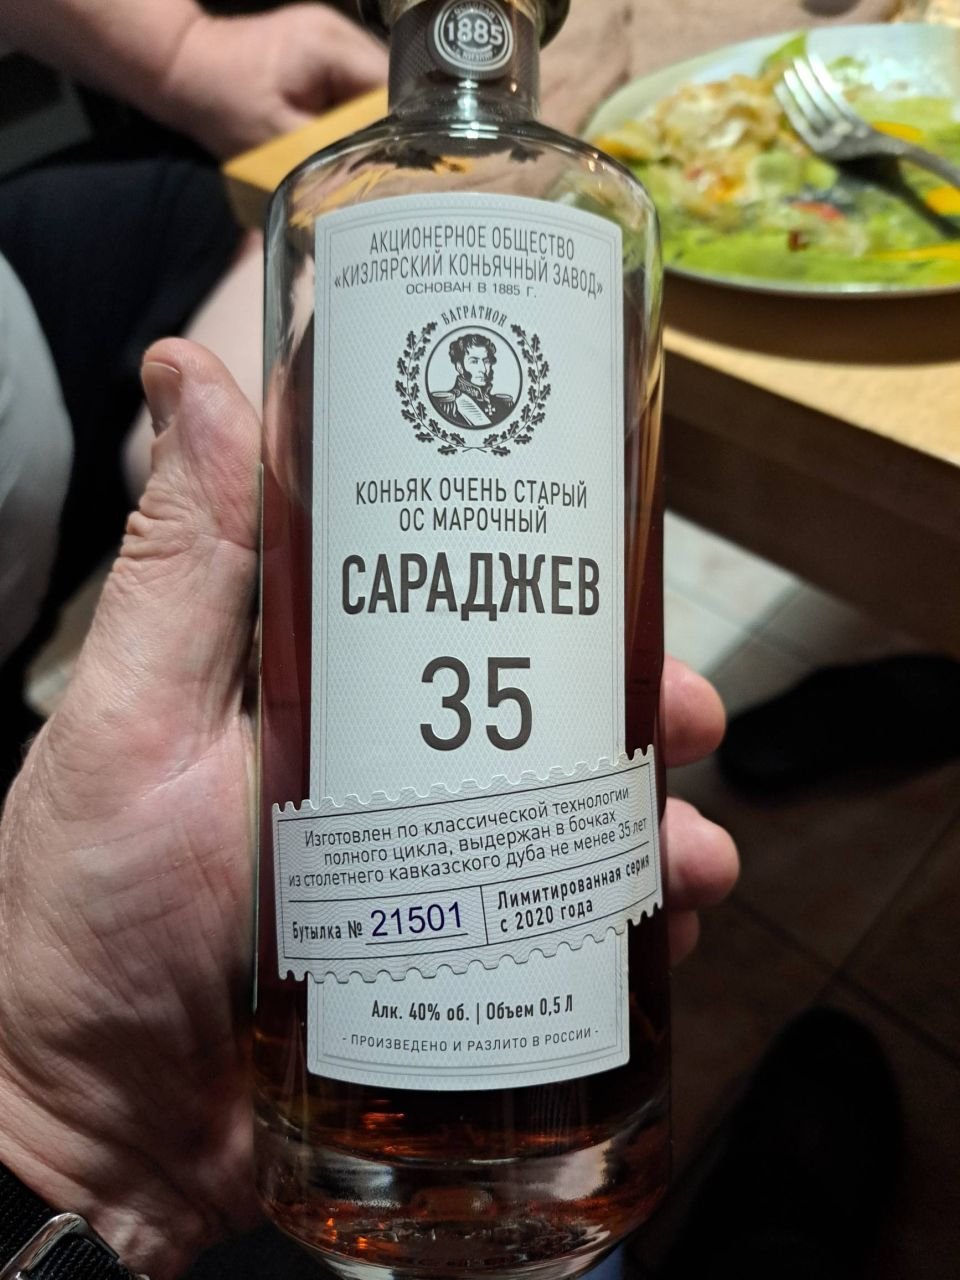 1885
АКЦИОНЕРНОЕ ОБЩЕСТВО
«КИЗЛЯРСКИЙ КОНЬЯЧНЫЙ ЗАВОД»
ОСНОВАН В 1885 Г.
БАГРАТИОН
КОНЬЯК ОЧЕНЬ СТАРЫЙ
ОС МАРОЧНЫЙ
САРАДЖЕВ
35
Изготовлен по классической технологии
полного цикла, выдержан в бочках
из столетнего кавказского дуба не менее 35 лет
Бутылка № 21501
Лимитированная серия
с 2020 года
Алк. 40% об. | Объем 0,5 Л
- ПРОИЗВЕДЕНО И РАЗЛИТО В РОССИИ -